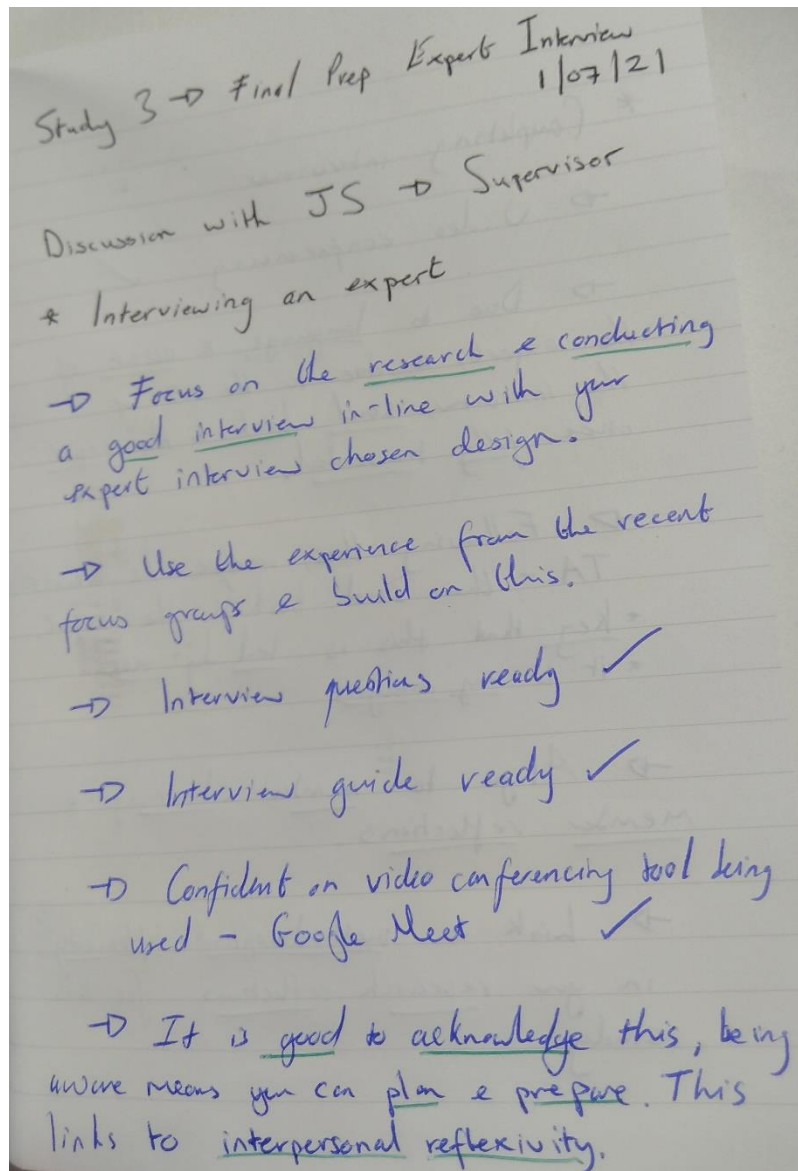 Study 3 → Final Prep Expert Interview
1/07/21
Discussion with JS → Supervisor
* Interviewing an expert
→ Focus on the research & conducting
a good interview in-line with your
expert interview chosen design.
→ Use the experience from the recent
focus groups & build on this.
→ Interview questions ready ✓
→ Interview guide ready ✓
→ Confident on video conferencing tool being
used - Google Meet ✓
→ It is good to acknowledge this, being
aware means you can plan & prepare. This
links to interpersonal reflexivity.